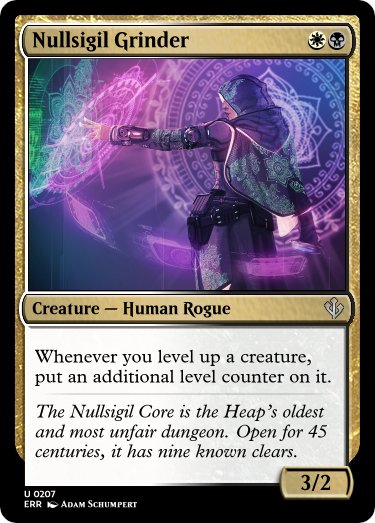 Nullsigil Grinder
Creature — Human Rogue
Whenever you level up a creature,
put an additional level counter on it.
The Nullsigil Core is the Heap's oldest
and most unfair dungeon. Open for 45
centuries, it has nine known clears.
3/2
U 0207
ERR Adam Schumpert